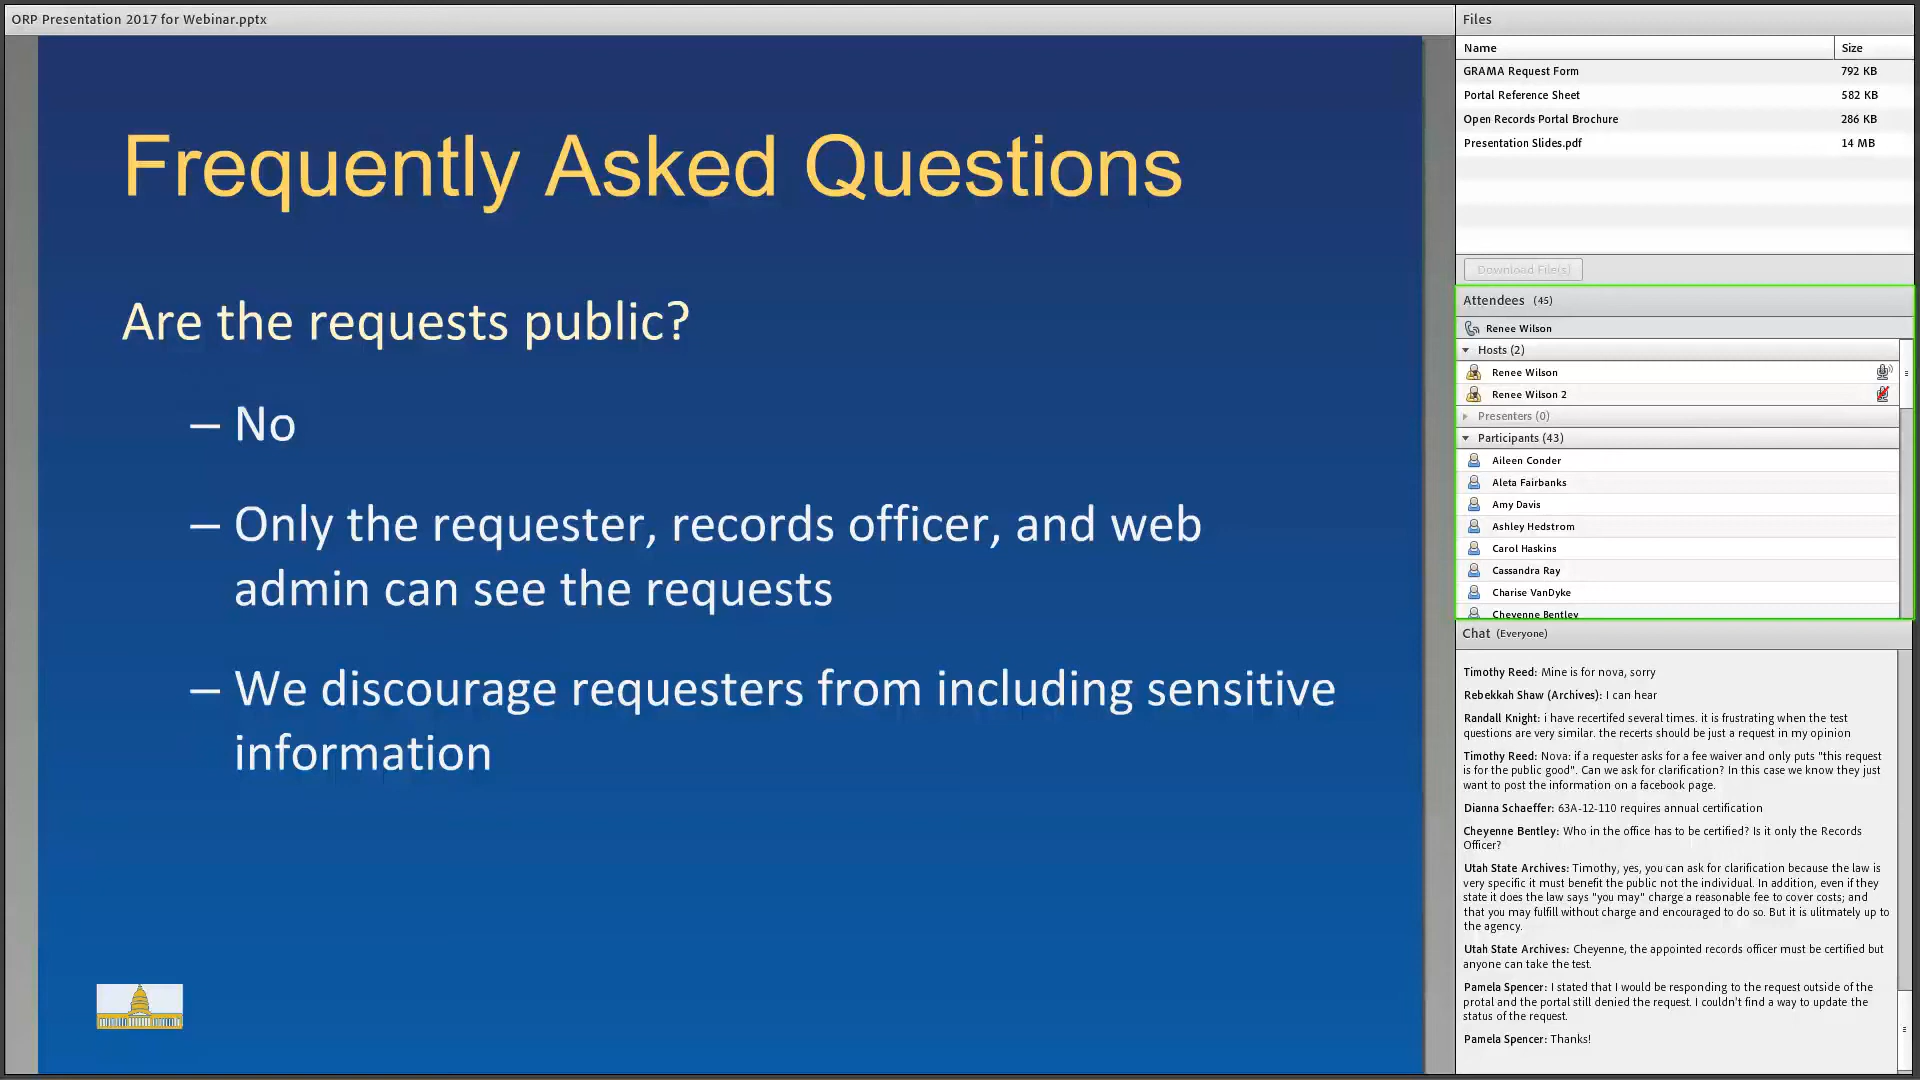 ORP Presentation 2017 for Webinar.pptx
Frequently Asked Questions
Are the requests public?
– No
– Only the requester, records officer, and web
admin can see the requests
– We discourage requesters from including sensitive
information
Files
Name Size
GRAMA Request Form 792 KB
Portal Reference Sheet 582 KB
Open Records Portal Brochure 286 KB
Presentation Slides.pdf 14 MB
Download File(s)
Attendees (45)
Renee Wilson
Hosts (2)
Renee Wilson
Renee Wilson 2
Presenters (0)
Participants (43)
Aileen Conder
Aleta Fairbanks
Amy Davis
Ashley Hedstrom
Carol Haskins
Cassandra Ray
Charise VanDyke
Cheyenne Bentley
Chat (Everyone)
Timothy Reed: Mine is for nova, sorry
Rebekkah Shaw (Archives): I can hear
Randall Knight: i have recertifed several times. it is frustrating when the test
questions are very similar. the recerts should be just a request in my opinion
Timothy Reed: Nova: if a requester asks for a fee waiver and only puts "this request
is for the public good". Can we ask for clarification? In this case we know they just
want to post the information on a facebook page.
Dianna Schaeffer: 63A-12-110 requires annual certification
Cheyenne Bentley: Who in the office has to be certified? Is it only the Records
Officer?
Utah State Archives: Timothy, yes, you can ask for clarification because the law is
very specific it must benefit the public not the individual. In addition, even if they
state it does the law says "you may" charge a reasonable fee to cover costs; and
that you may fulfill without charge and encouraged to do so. But it is ulitmately up to
the agency.
Utah State Archives: Cheyenne, the appointed records officer must be certified but
anyone can take the test.
Pamela Spencer: I stated that I would be responding to the request outside of the
protal and the portal still denied the request. I couldn't find a way to update the
status of the request.
Pamela Spencer: Thanks!